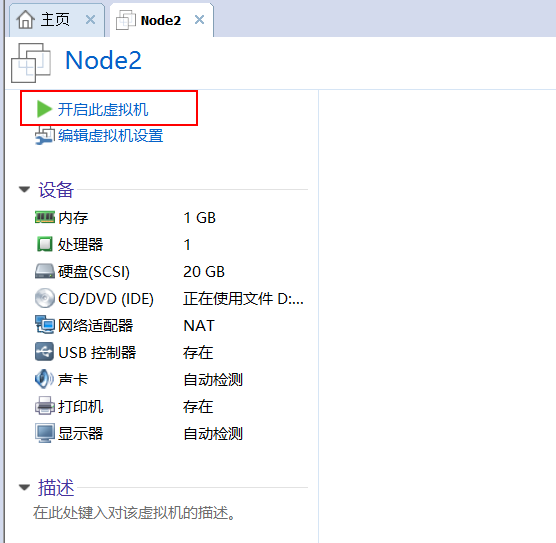 主页 Node2
Node2
开启此虚拟机
编辑虚拟机设置
设备
内存 1 GB
处理器 1
硬盘(SCSI) 20 GB
CD/DVD (IDE) 正在使用文件 D:...
网络适配器 NAT
USB 控制器 存在
声卡 自动检测
打印机 存在
显示器 自动检测
描述
在此处键入对该虚拟机的描述。